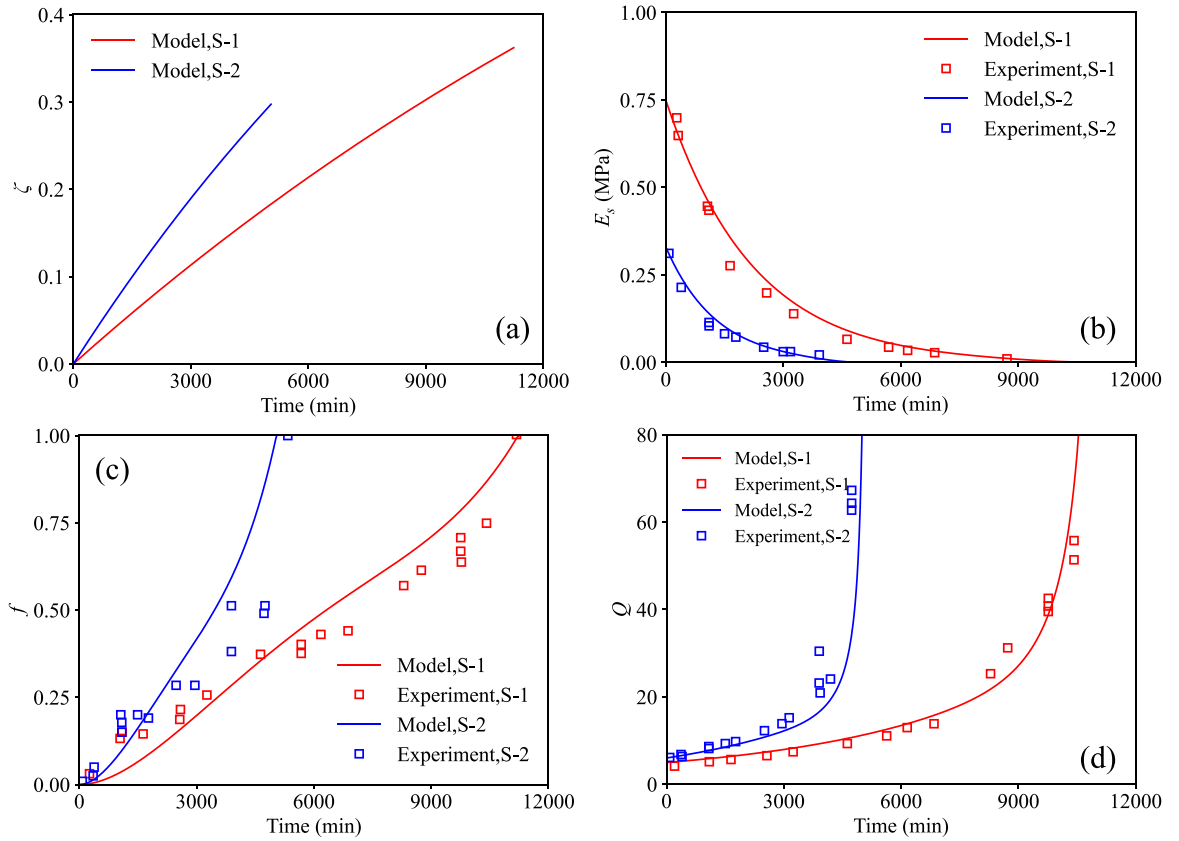 0.4
0.3
0.2
0.1
0.0
ζ
Model,S-1
Model,S-2
(a)
0
3000
6000
9000
12000
Time (min)
1.00
0.75
0.50
0.25
0.00
E_s (MPa)
Model,S-1
Experiment,S-1
Model,S-2
Experiment,S-2
(b)
0
3000
6000
9000
12000
Time (min)
1.00
0.75
0.50
0.25
0.00
f
(c)
Model,S-1
Experiment,S-1
Model,S-2
Experiment,S-2
0
3000
6000
9000
12000
Time (min)
80
60
40
20
0
Q
Model,S-1
Experiment,S-1
Model,S-2
Experiment,S-2
(d)
0
3000
6000
9000
12000
Time (min)